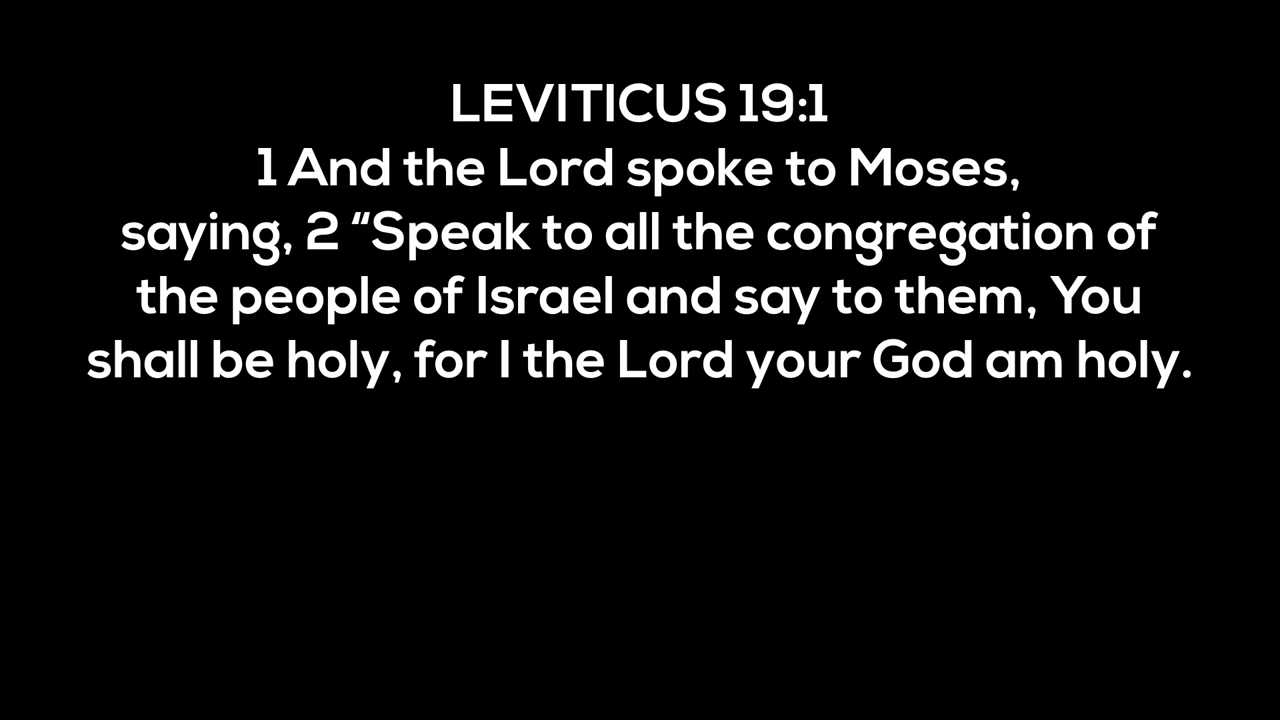 LEVITICUS 19:1
1 And the Lord spoke to Moses,
saying, 2 “Speak to all the congregation of
the people of Israel and say to them, You
shall be holy, for I the Lord your God am holy.